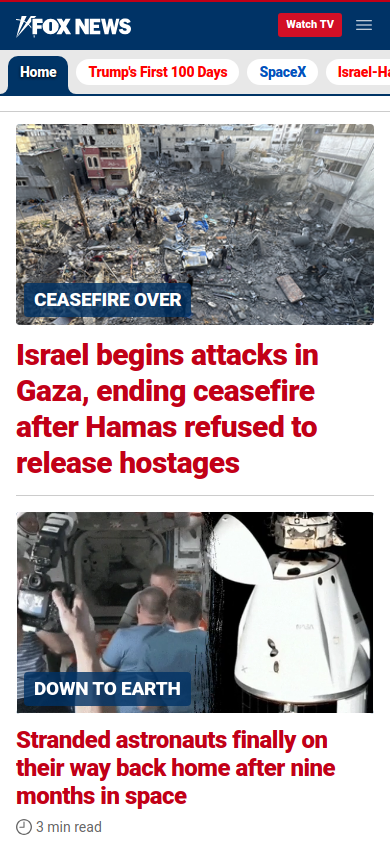 FOX NEWS
Watch TV
Home
Trump's First 100 Days
SpaceX
Israel-Ha
CEASEFIRE OVER
Israel begins attacks in
Gaza, ending ceasefire
after Hamas refused to
release hostages
DOWN TO EARTH
Stranded astronauts finally on
their way back home after nine
months in space
3 min read